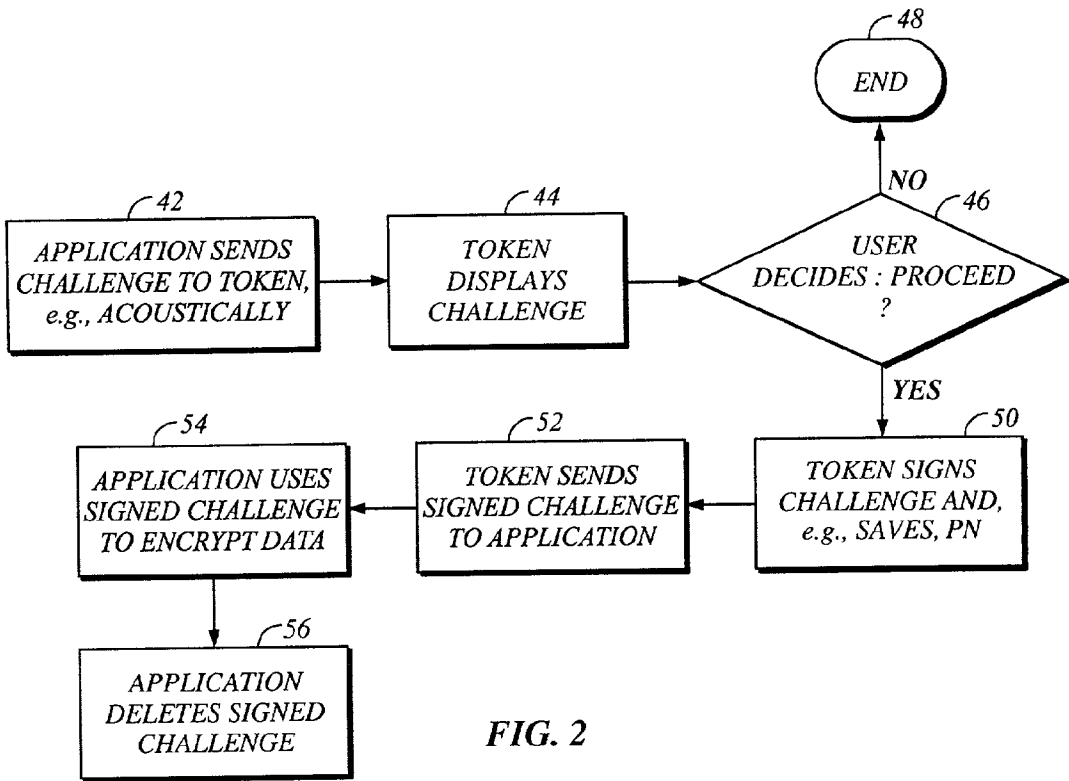 48
END
NO
42
APPLICATION SENDS
CHALLENGE TO TOKEN,
e.g., ACOUSTICALLY
44
TOKEN
DISPLAYS
CHALLENGE
46
USER
DECIDES : PROCEED
?
YES
50
TOKEN SIGNS
CHALLENGE AND,
e.g., SAVES, PN
52
TOKEN SENDS
SIGNED CHALLENGE
TO APPLICATION
54
APPLICATION USES
SIGNED CHALLENGE
TO ENCRYPT DATA
56
APPLICATION
DELETES SIGNED
CHALLENGE
FIG. 2